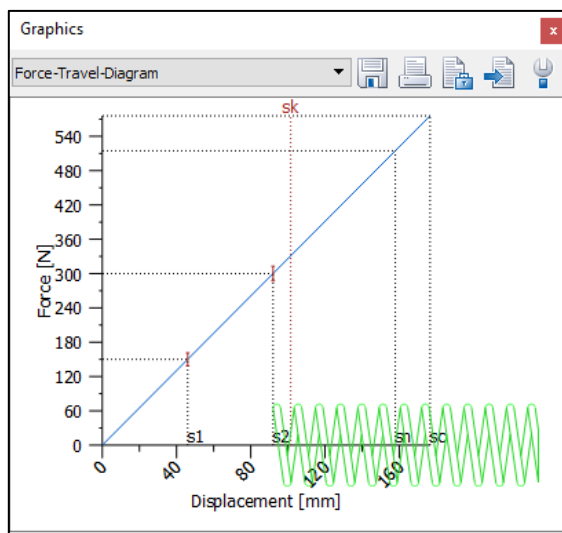 Graphics
x
Force-Travel-Diagram
sk
540
480
420
360
300
240
180
120
60
0
Force [N]
s1
s2
sn
sc
0
40
80
120
160
Displacement [mm]